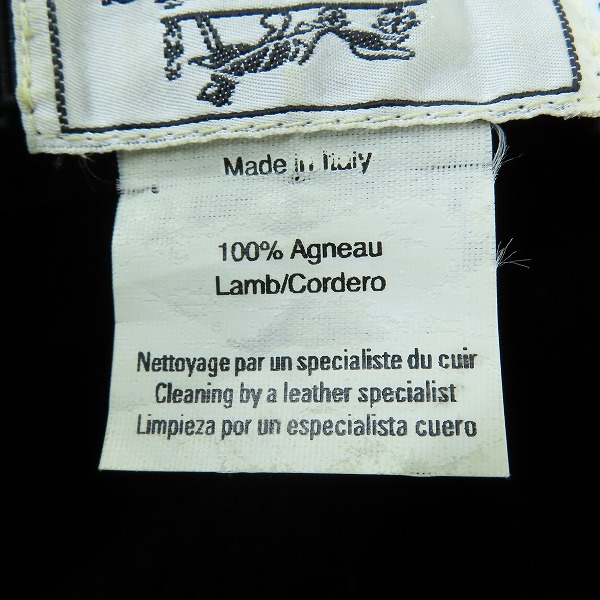 Made in Italy
100% Agneau
Lamb/Cordero
Nettoyage par un specialiste du cuir
Cleaning by a leather specialist
Limpieza por un especialista cuero